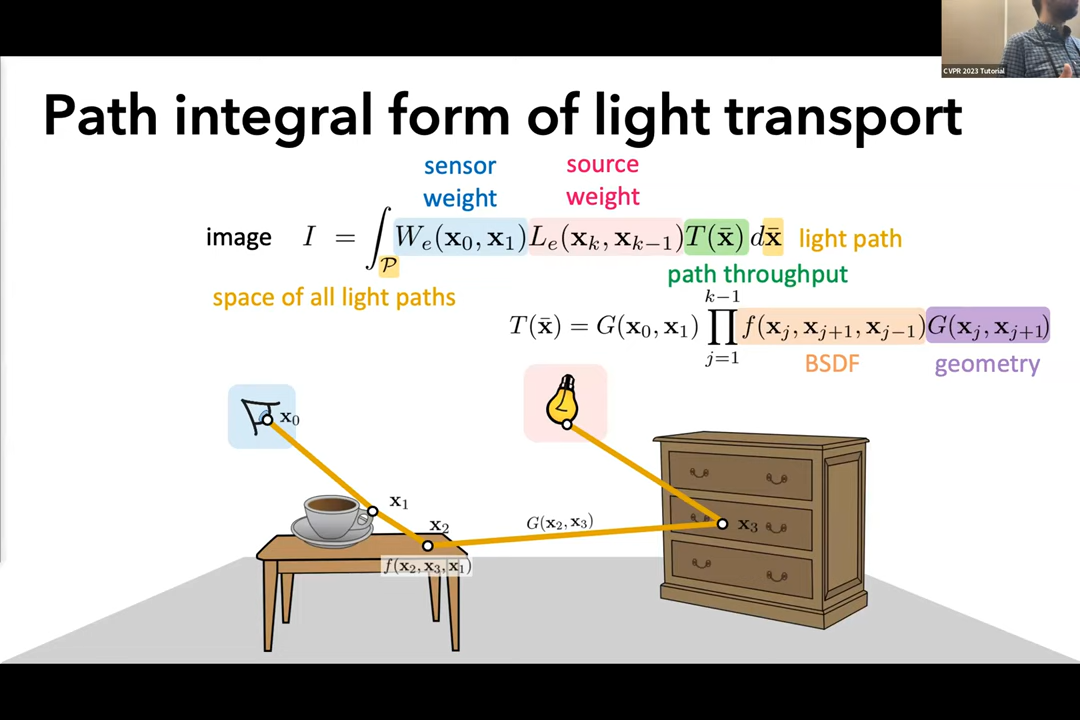 CVPR 2023 Tutorial
Path integral form of light transport
sensor weight
source weight
image I = ∫_𝒫 W_e(x_0, x_1) L_e(x_k, x_{k−1}) T(x̄) dx̄ light path
space of all light paths
path throughput
T(x̄) = G(x_0, x_1) ∏_{j=1}^{k−1} f(x_j, x_{j+1}, x_{j−1}) G(x_j, x_{j+1})
BSDF
geometry
x_0
x_1
x_2
G(x_2, x_3)
x_3
f(x_2, x_3, x_1)